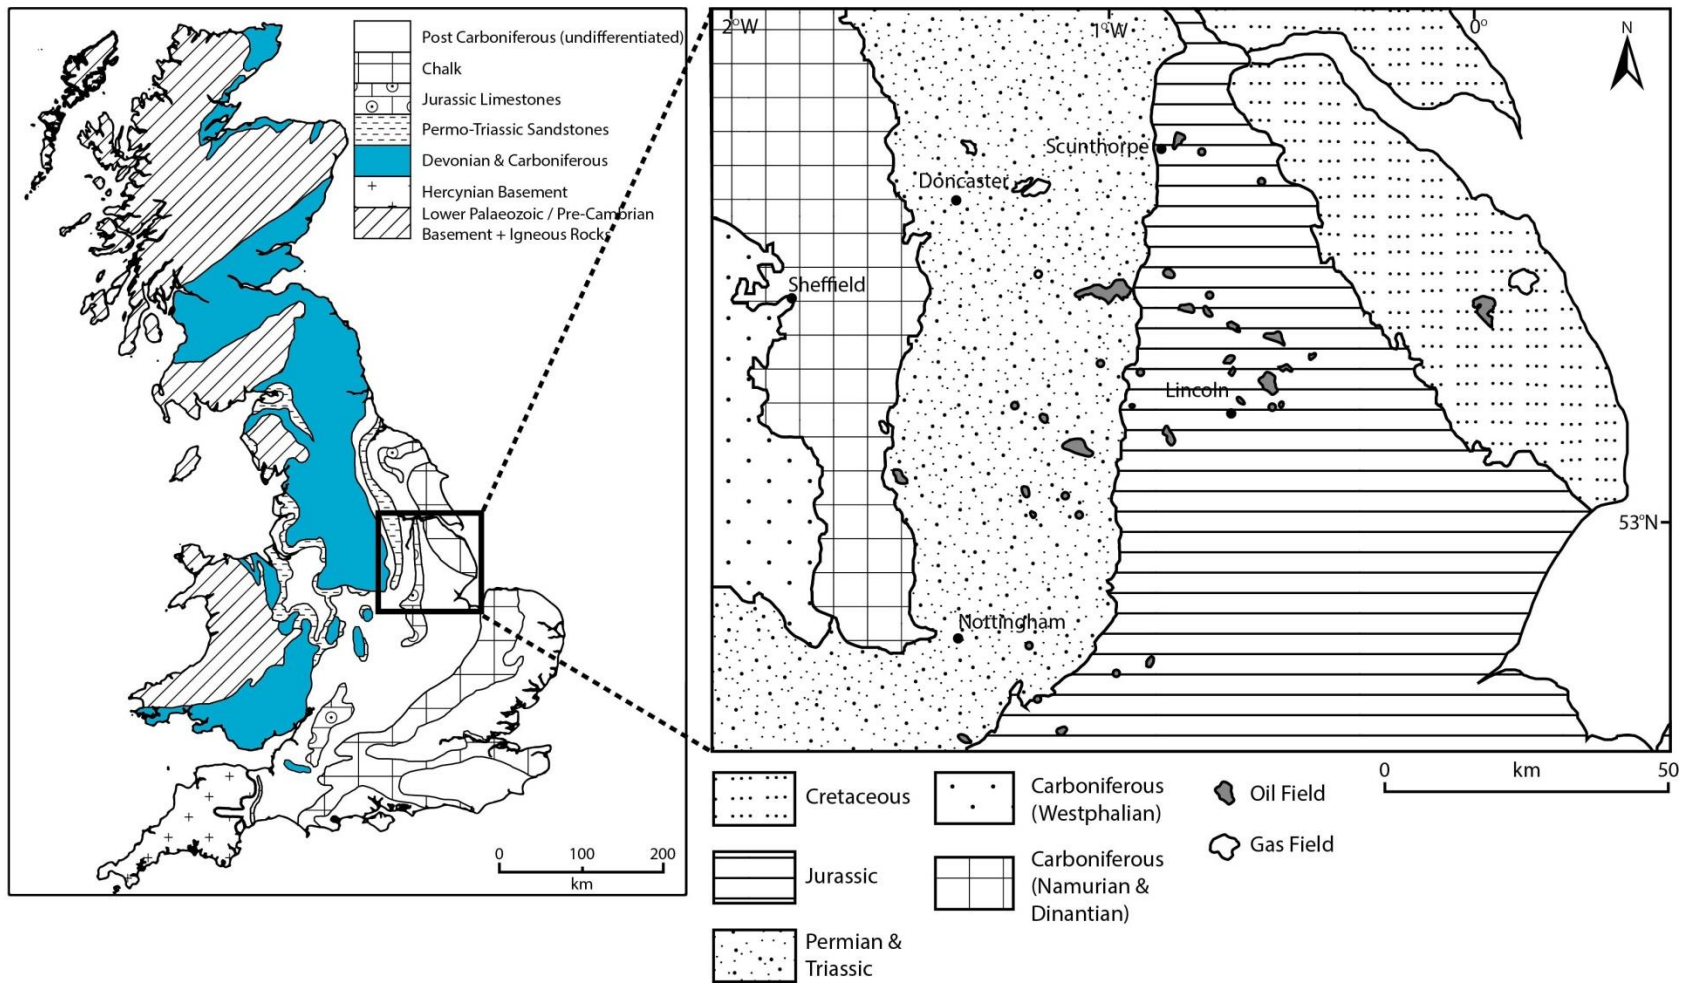 Post Carboniferous (undifferentiated)
Chalk
Jurassic Limestones
Permo-Triassic Sandstones
Devonian & Carboniferous
Hercynian Basement
Lower Palaeozoic / Pre-Cambrian
Basement + Igneous Rocks
0 100 200
km
2°W
1°W
0°
N
Scunthorpe
Doncaster
Sheffield
Lincoln
53°N
Nottingham
0 km 50
Cretaceous
Jurassic
Permian &
Triassic
Carboniferous
(Westphalian)
Carboniferous
(Namurian &
Dinantian)
Oil Field
Gas Field